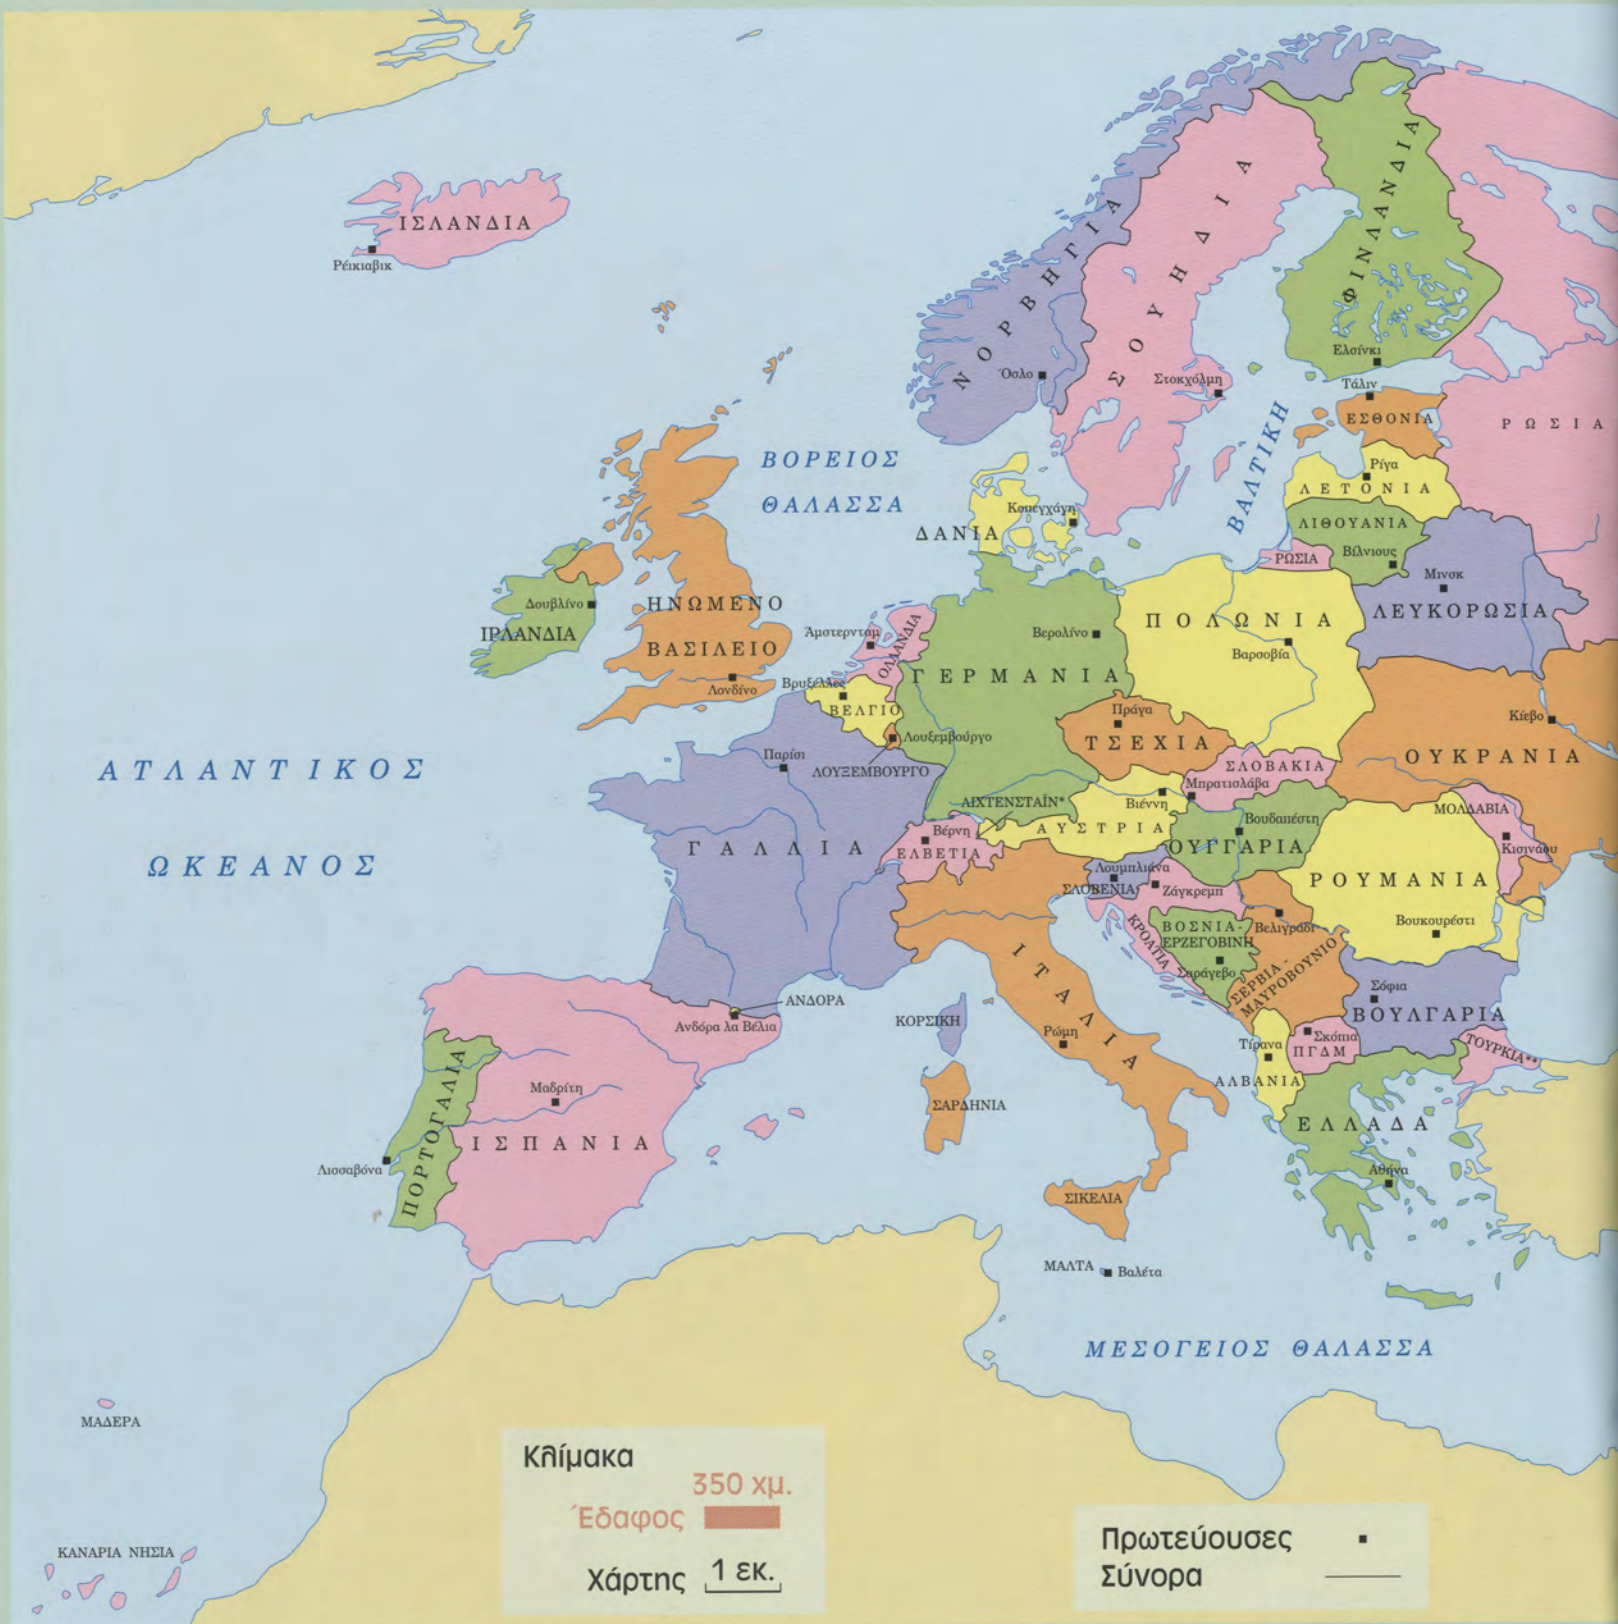 ΙΣΛΑΝΔΙΑ
Ρέικιαβικ
ΝΟΡΒΗΓΙΑ
Όσλο
ΣΟΥΗΔΙΑ
Στοκχόλμη
ΦΙΝΛΑΝΔΙΑ
Ελσίνκι
Τάλιν
ΕΣΘΟΝΙΑ
ΡΩΣΙΑ
Ρίγα
ΛΕΤΟΝΙΑ
ΛΙΘΟΥΑΝΙΑ
Βίλνιους
ΡΩΣΙΑ
ΒΑΛΤΙΚΗ
ΒΟΡΕΙΟΣ
ΘΑΛΑΣΣΑ
Κοπεγχάγη
ΔΑΝΙΑ
Μινσκ
ΛΕΥΚΟΡΩΣΙΑ
Δουβλίνο
ΙΡΛΑΝΔΙΑ
ΗΝΩΜΕΝΟ
ΒΑΣΙΛΕΙΟ
Λονδίνο
Άμστερνταμ
ΟΛΛΑΝΔΙΑ
Βρυξέλλες
ΒΕΛΓΙΟ
Λουξεμβούργο
ΛΟΥΞΕΜΒΟΥΡΓΟ
Βερολίνο
ΓΕΡΜΑΝΙΑ
ΠΟΛΩΝΙΑ
Βαρσοβία
Πράγα
ΤΣΕΧΙΑ
Κίεβο
ΟΥΚΡΑΝΙΑ
ΣΛΟΒΑΚΙΑ
Μπρατισλάβα
ΑΤΛΑΝΤΙΚΟΣ
ΩΚΕΑΝΟΣ
Παρίσι
ΓΑΛΛΙΑ
ΛΙΧΤΕΝΣΤΑΪΝ*
Βέρνη
ΕΛΒΕΤΙΑ
Βιέννη
ΑΥΣΤΡΙΑ
Βουδαπέστη
ΟΥΓΓΑΡΙΑ
ΜΟΛΔΑΒΙΑ
Κισινάου
ΡΟΥΜΑΝΙΑ
Βουκουρέστι
Λουμπλιάνα
ΣΛΟΒΕΝΙΑ
Ζάγκρεμπ
ΚΡΟΑΤΙΑ
ΒΟΣΝΙΑ-
ΕΡΖΕΓΟΒΙΝΗ
Σαράγεβο
Βελιγράδι
ΣΕΡΒΙΑ -
ΜΑΥΡΟΒΟΥΝΙΟ
Σόφια
ΒΟΥΛΓΑΡΙΑ
ΑΝΔΟΡΑ
Ανδόρα λα Βέλια
ΚΟΡΣΙΚΗ
ΙΤΑΛΙΑ
Ρώμη
Σκόπια
ΠΓΔΜ
Τίρανα
ΑΛΒΑΝΙΑ
ΤΟΥΡΚΙΑ**
ΠΟΡΤΟΓΑΛΙΑ
Λισσαβόνα
Μαδρίτη
ΙΣΠΑΝΙΑ
ΣΑΡΔΗΝΙΑ
ΕΛΛΑΔΑ
Αθήνα
ΣΙΚΕΛΙΑ
ΜΑΛΤΑ
Βαλέτα
ΜΕΣΟΓΕΙΟΣ ΘΑΛΑΣΣΑ
ΜΑΔΕΡΑ
ΚΑΝΑΡΙΑ ΝΗΣΙΑ
Κλίμακα
350 χμ.
Έδαφος
Χάρτης 1 εκ.
Πρωτεύουσες
Σύνορα